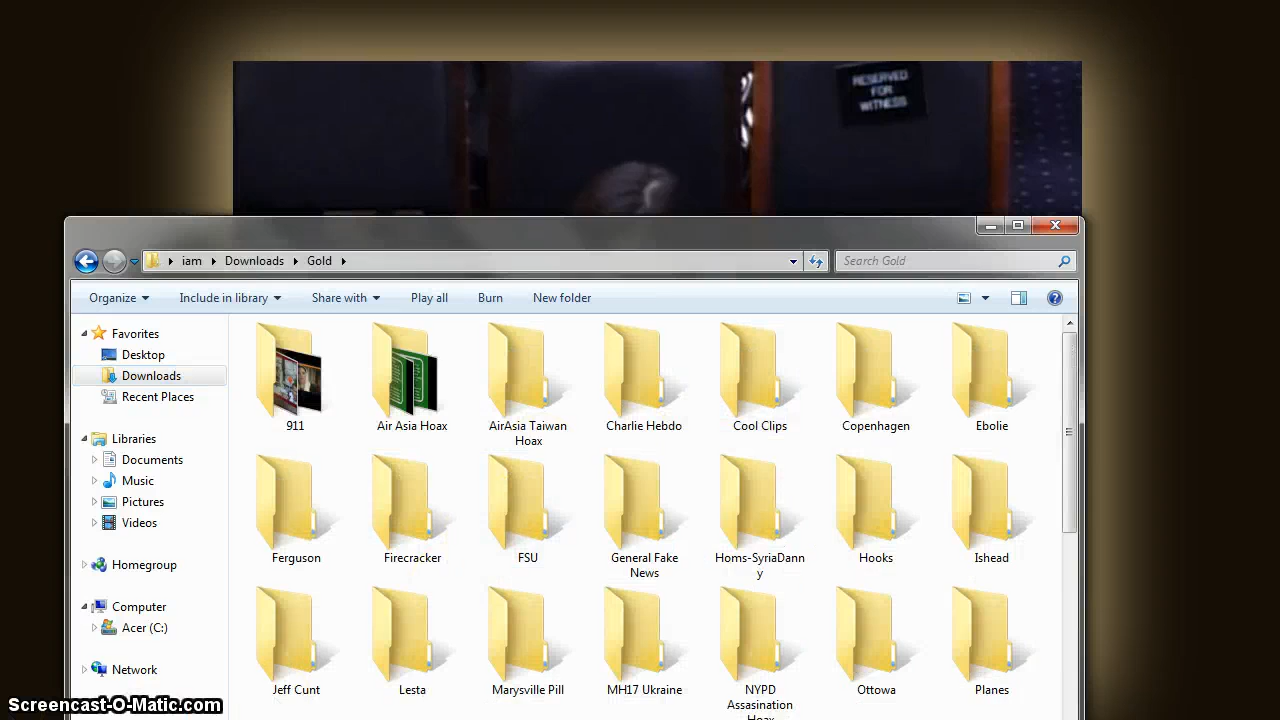 RESERVED
FOR
WITNESS
iam
Downloads
Gold
Search Gold
Organize
Include in library
Share with
Play all
Burn
New folder
Favorites
Desktop
Downloads
Recent Places
Libraries
Documents
Music
Pictures
Videos
Homegroup
Computer
Acer (C:)
Network
911
Air Asia Hoax
AirAsia Taiwan
Hoax
Charlie Hebdo
Cool Clips
Copenhagen
Ebolie
Ferguson
Firecracker
FSU
General Fake
News
Homs-SyriaDann
y
Hooks
Ishead
Jeff Cunt
Lesta
Marysville Pill
MH17 Ukraine
NYPD
Assasination
Hoax
Ottowa
Planes
Screencast-O-Matic.com